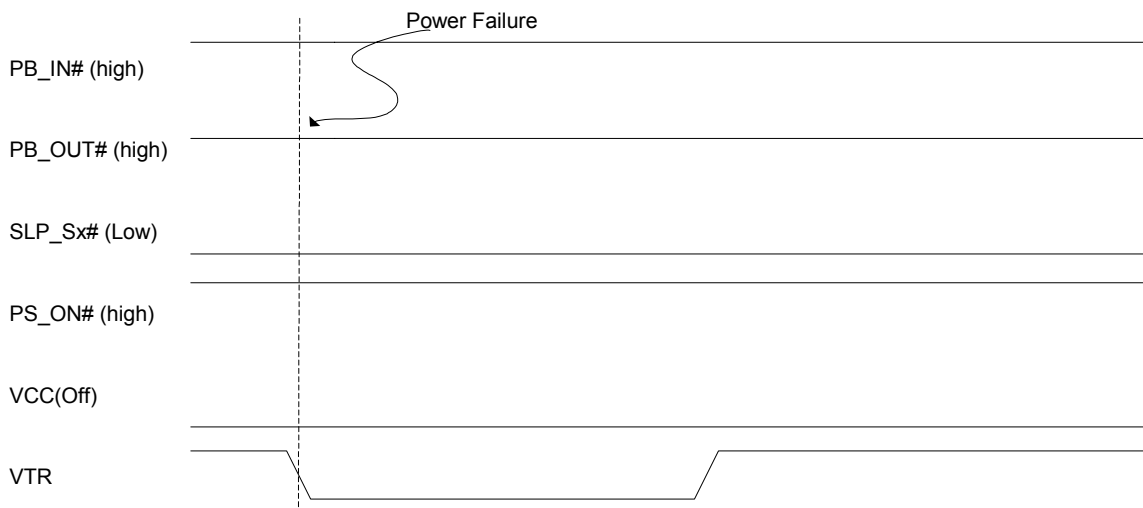 Power Failure
PB_IN# (high)
PB_OUT# (high)
SLP_Sx# (Low)
PS_ON# (high)
VCC(Off)
VTR